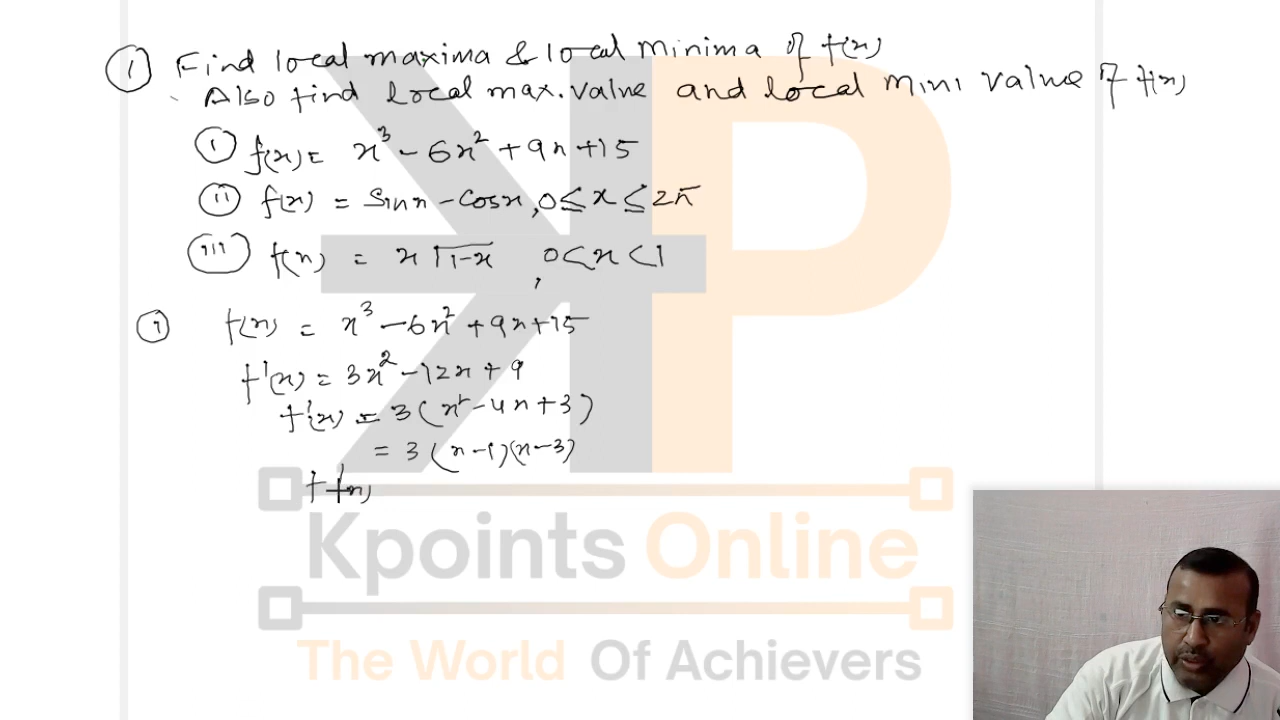 ① Find local maxima & local minima of f(x)
Also find local max. value and local mini value of f(x)
ⓘ f(x) = x³ - 6x² + 9x + 15
ⓘⓘ f(x) = Sinx - Cosx, 0 ≤ x ≤ 2π
ⓘⓘⓘ f(x) = x √1-x , 0 < x < 1
ⓘ f(x) = x³ - 6x² + 9x + 15
f'(x) = 3x² - 12x + 9
f'(x) = 3(x² - 4x + 3)
= 3(x-1)(x-3)
Kpoints Online
The World Of Achievers